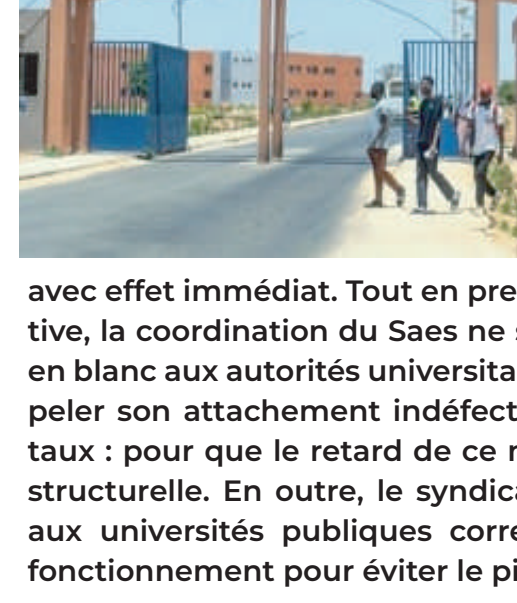 avec effet immédiat. Tout en pre
tive, la coordination du Saes ne s
en blanc aux autorités universita
peler son attachement indéfect
taux : pour que le retard de ce
structurelle. En outre, le syndic
aux universités publiques corre
fonctionnement pour éviter le pi